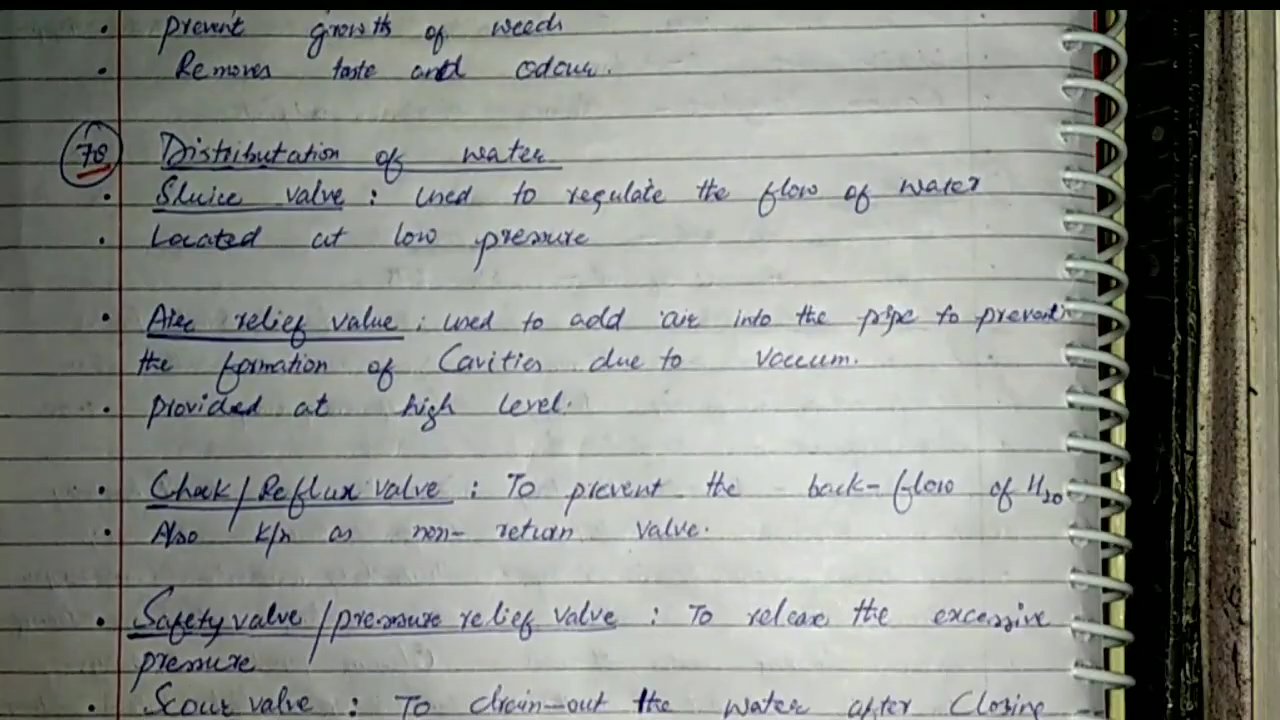 • Prevent growth of weeds
• Removes taste and odour.
78 Distributation of water
• Sluice valve : used to regulate the flow of water
• Located at low pressure
• Air relief value : used to add air into the pipe to prevent
the formation of Cavities due to vaccum.
• provided at high level.
• Check/Reflux valve : To prevent the back-flow of H20
• Also k/n as non- return valve.
• Safety valve/pressure relief valve : To release the excessive
pressure
• Scour valve : To drain-out the water after Closing